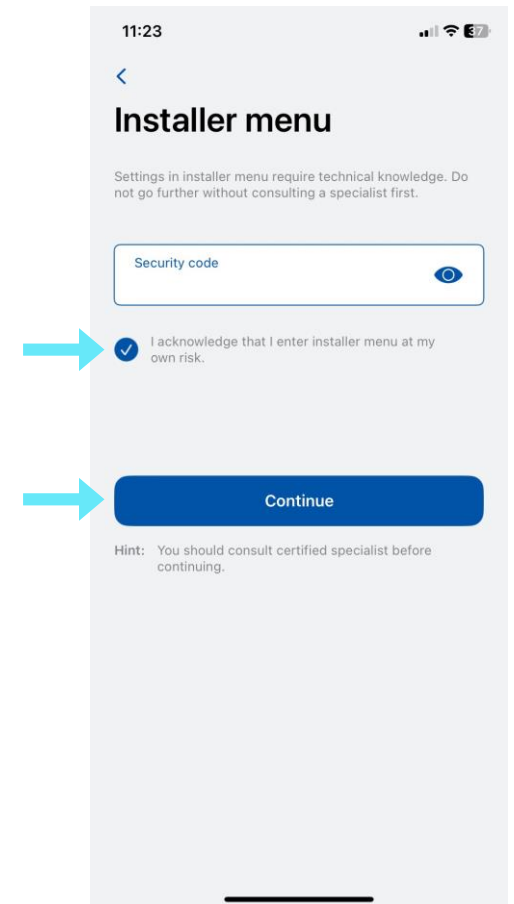 11:23
37
Installer menu
Settings in installer menu require technical knowledge. Do
not go further without consulting a specialist first.
Security code
I acknowledge that I enter installer menu at my
own risk.
Continue
Hint: You should consult certified specialist before
continuing.